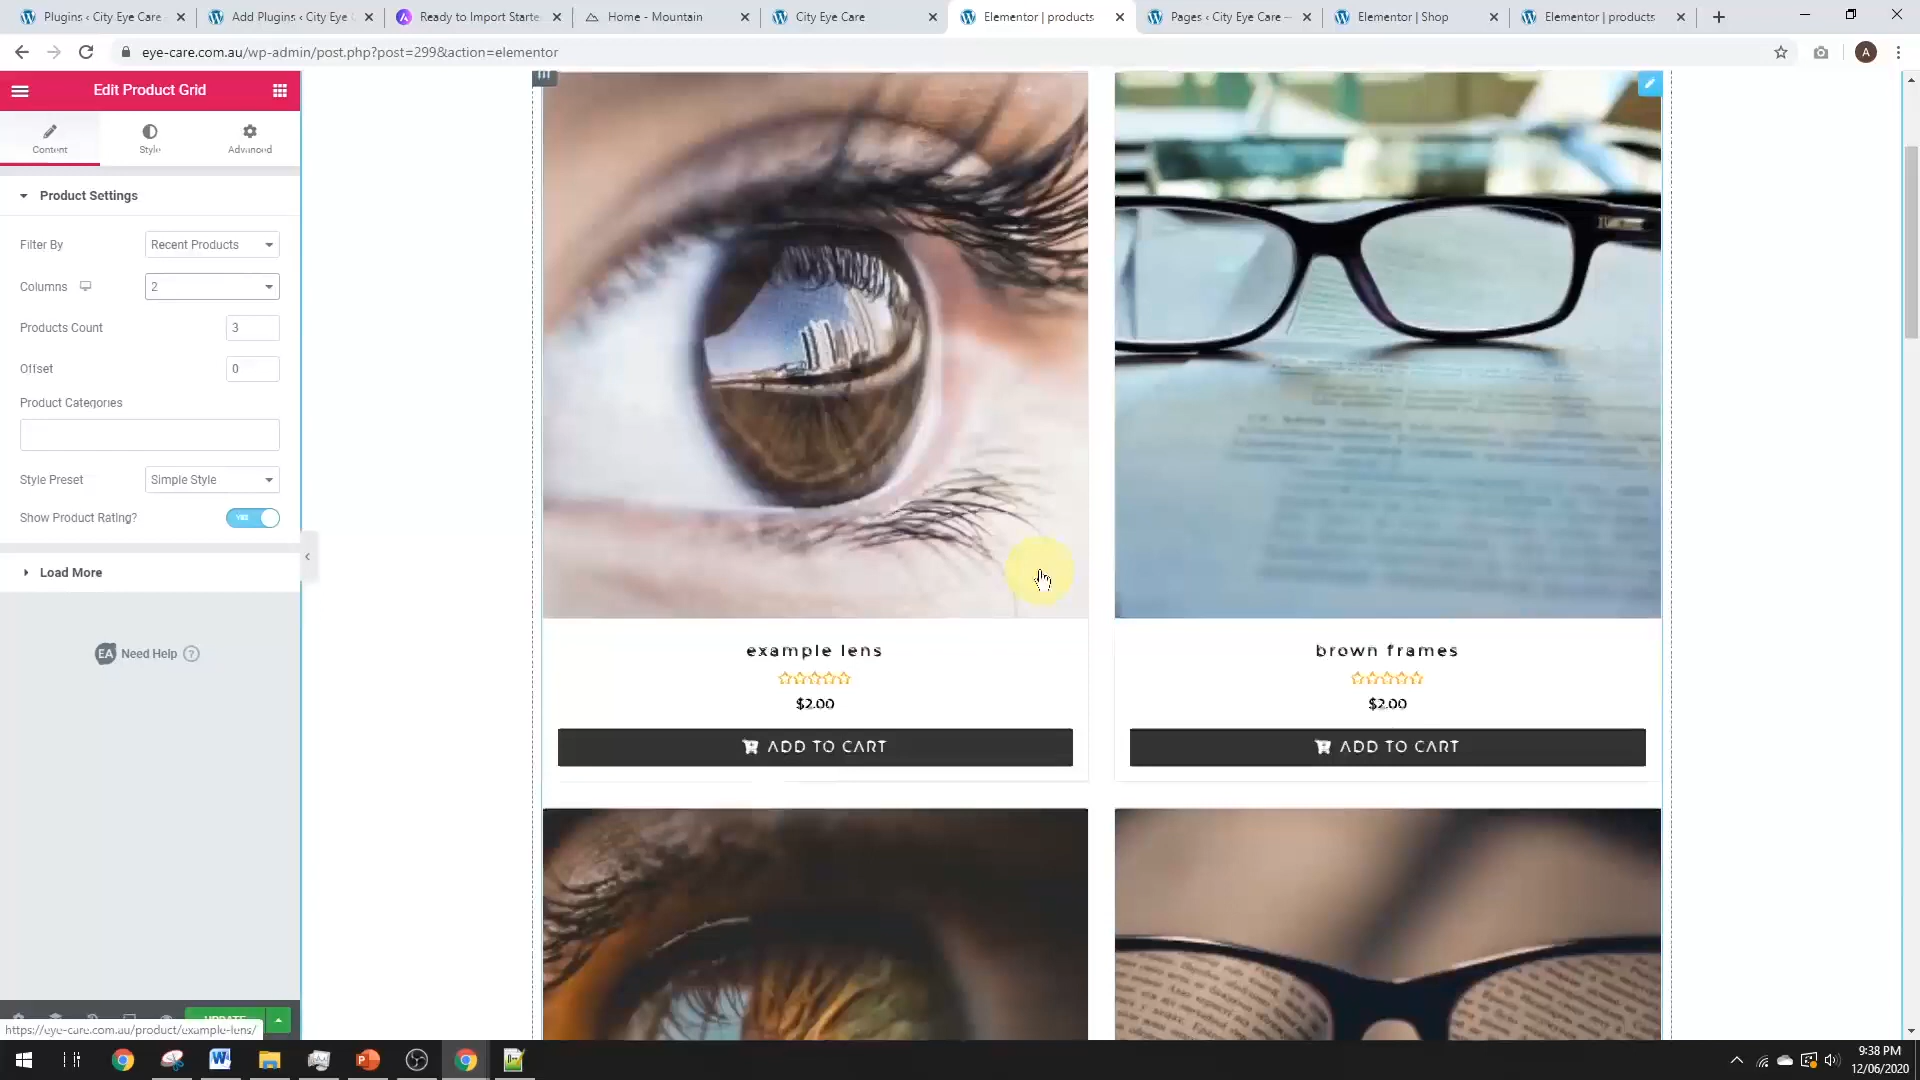 Plugins ‹ City Eye Care
Add Plugins ‹ City Eye C
Ready to Import Starte
Home - Mountain
City Eye Care
Elementor | products
Pages ‹ City Eye Care —
Elementor | Shop
Elementor | products
eye-care.com.au/wp-admin/post.php?post=299&action=elementor
A
Edit Product Grid
Content
Style
Advanced
Product Settings
Filter By
Recent Products
Columns
2
Products Count
3
Offset
0
Product Categories
Style Preset
Simple Style
Show Product Rating?
YES
Load More
EA Need Help ?
UPDATE
https://eye-care.com.au/product/example-lens/
example lens
$2.00
ADD TO CART
brown frames
$2.00
ADD TO CART
9:38 PM
12/06/2020